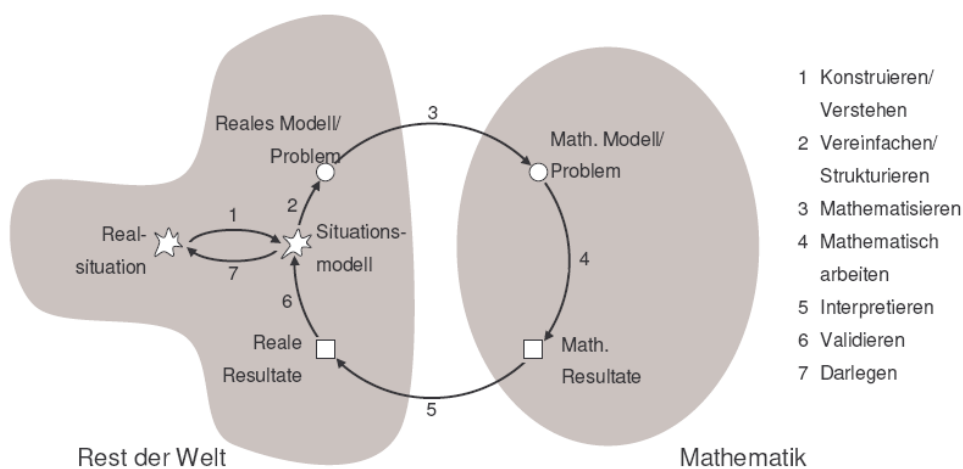 3
Reales Modell/
Problem
Math. Modell/
Problem
2
1
Real-
situation
Situations-
modell
7
4
6
Reale
Resultate
Math.
Resultate
5
Rest der Welt
Mathematik
1 Konstruieren/
Verstehen
2 Vereinfachen/
Strukturieren
3 Mathematisieren
4 Mathematisch
arbeiten
5 Interpretieren
6 Validieren
7 Darlegen